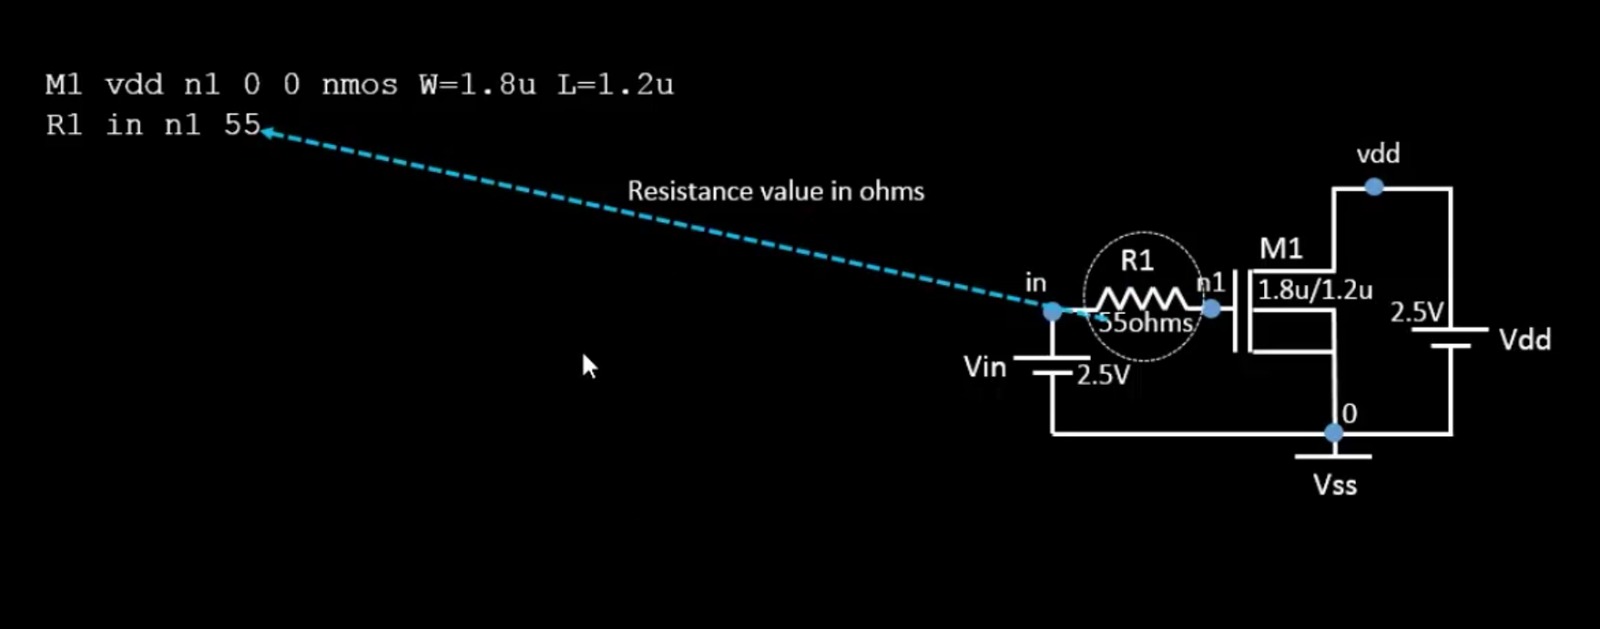 M1 vdd n1 0 0 nmos W=1.8u L=1.2u
R1 in n1 55
Resistance value in ohms
vdd
M1
R1
in
n1
1.8u/1.2u
55ohms
2.5V
Vdd
Vin
2.5V
0
Vss